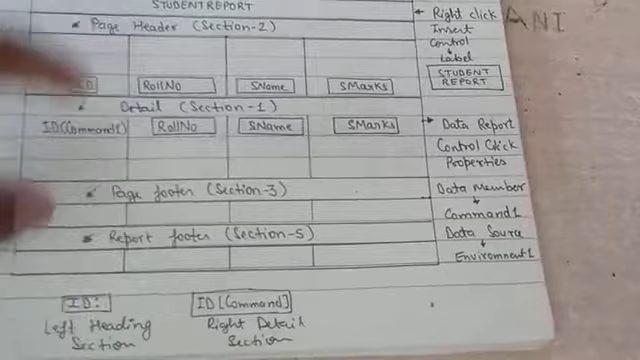 STUDENTREPORT
Page Header (Section-2)
ID RollNo SName SMarks
Detail (Section-1)
ID(Command1) RollNo SName SMarks
Page footer (Section-3)
Report footer (Section-5)
Right click
Insert
Control
Label
STUDENT
REPORT
Data Report
Control Click
Properties
Data Member
Command1
Data Source
Environment1
ID:
Left Heading
Section
ID[Command]
Right Detail
Section
ANI